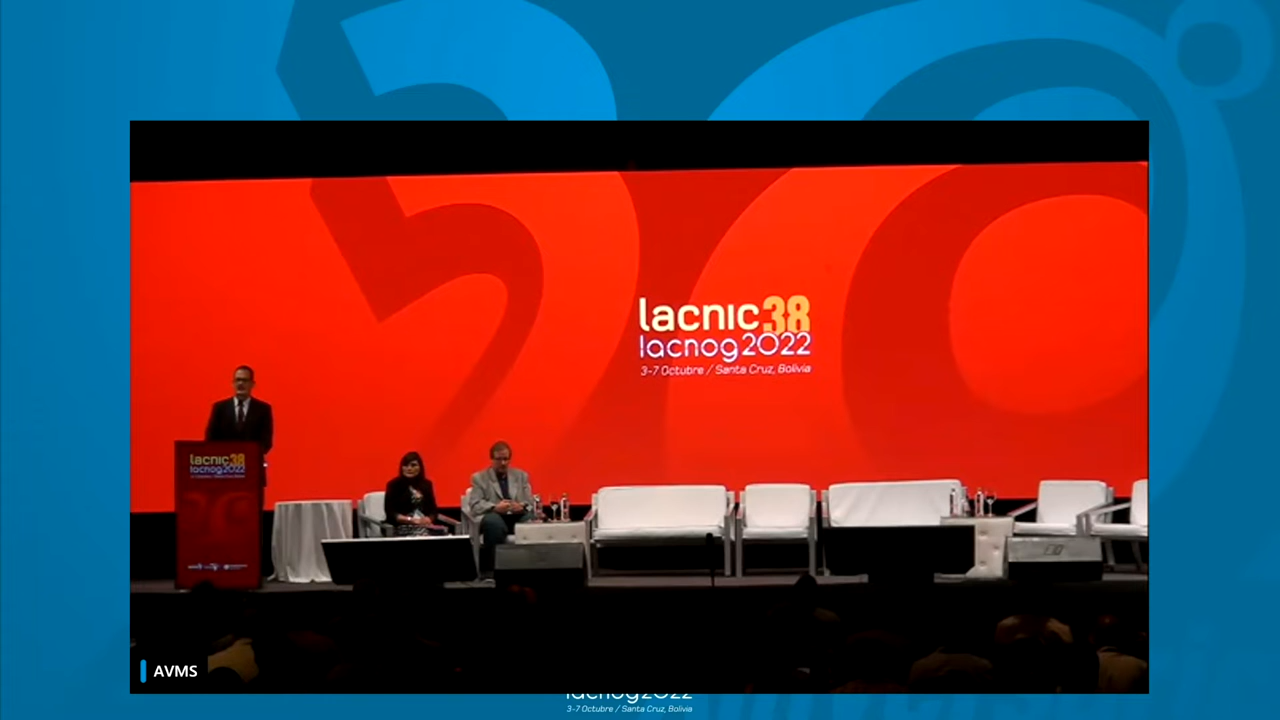 lacnic38
lacnog2022
3-7 Octubre / Santa Cruz, Bolivia
lacnic38
lacnog2022
AVMS
lacnog2022
3-7 Octubre / Santa Cruz, Bolivia